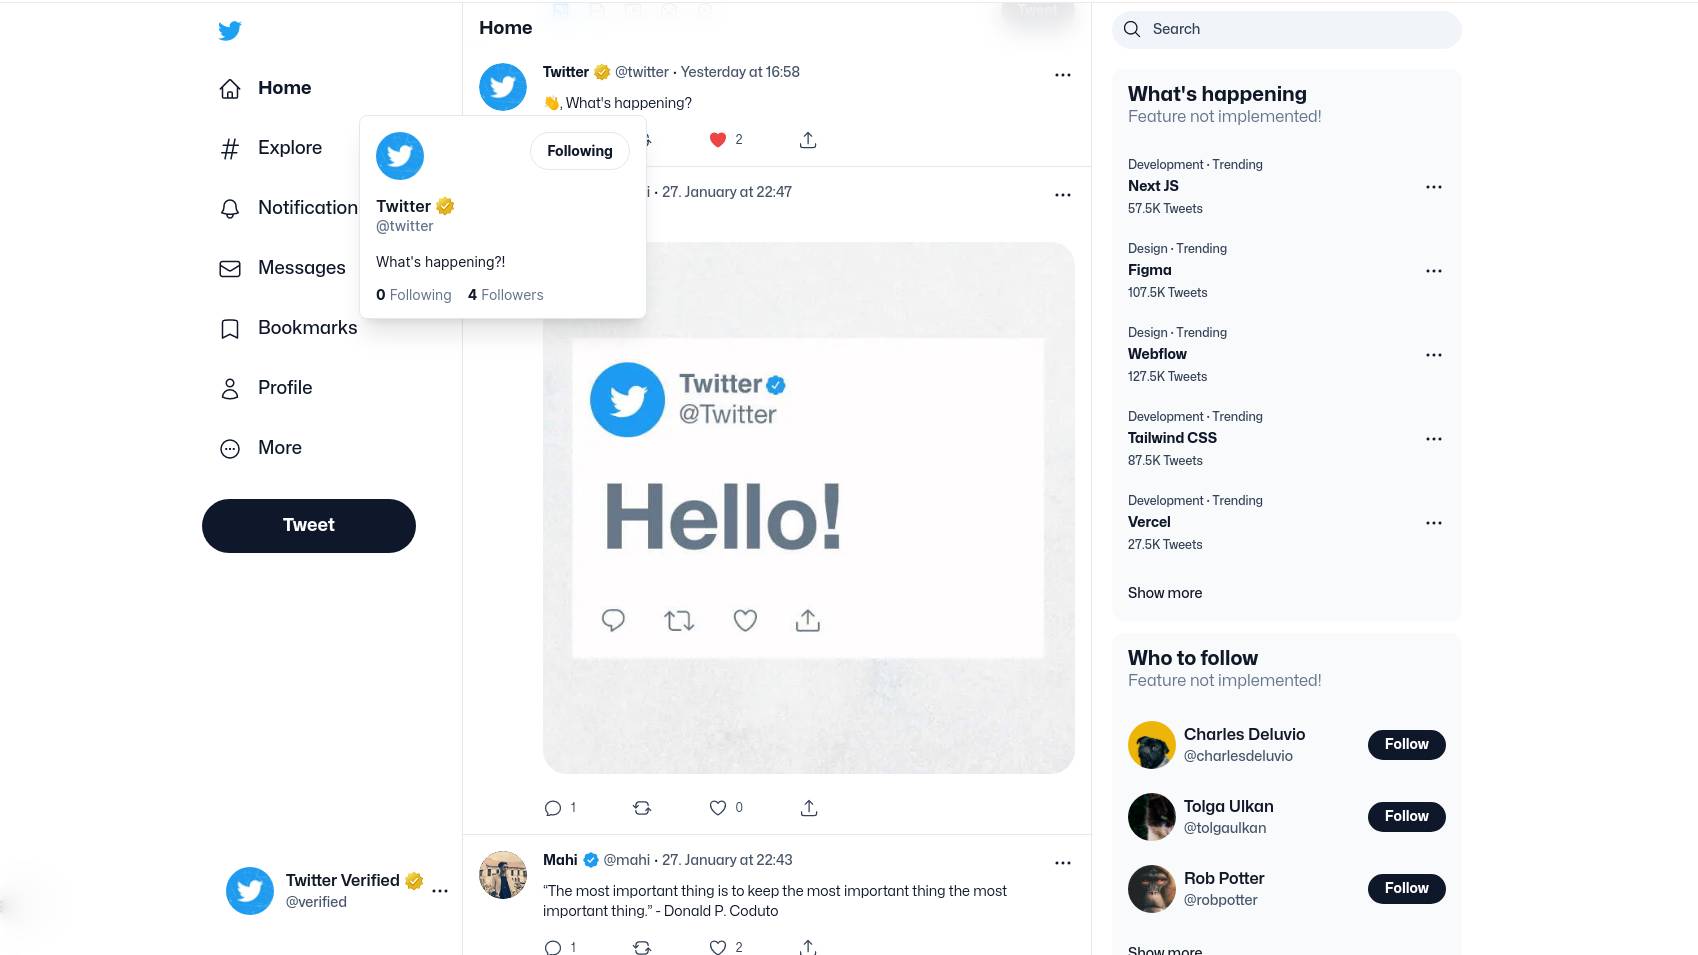 Home
Explore
Notification
Messages
Bookmarks
Profile
More
Tweet
Twitter Verified
@verified
Tweet
Home
Twitter @twitter · Yesterday at 16:58
👋, What's happening?
2
Following
Twitter
@twitter
What's happening?!
0 Following 4 Followers
i · 27. January at 22:47
Twitter
@Twitter
Hello!
1 0
Mahi @mahi · 27. January at 22:43
“The most important thing is to keep the most important thing the most
important thing.” - Donald P. Coduto
1 2
Search
What's happening
Feature not implemented!
Development · Trending
Next JS
57.5K Tweets
Design · Trending
Figma
107.5K Tweets
Design · Trending
Webflow
127.5K Tweets
Development · Trending
Tailwind CSS
87.5K Tweets
Development · Trending
Vercel
27.5K Tweets
Show more
Who to follow
Feature not implemented!
Charles Deluvio
@charlesdeluvio
Follow
Tolga Ulkan
@tolgaulkan
Follow
Rob Potter
@robpotter
Follow
Show more